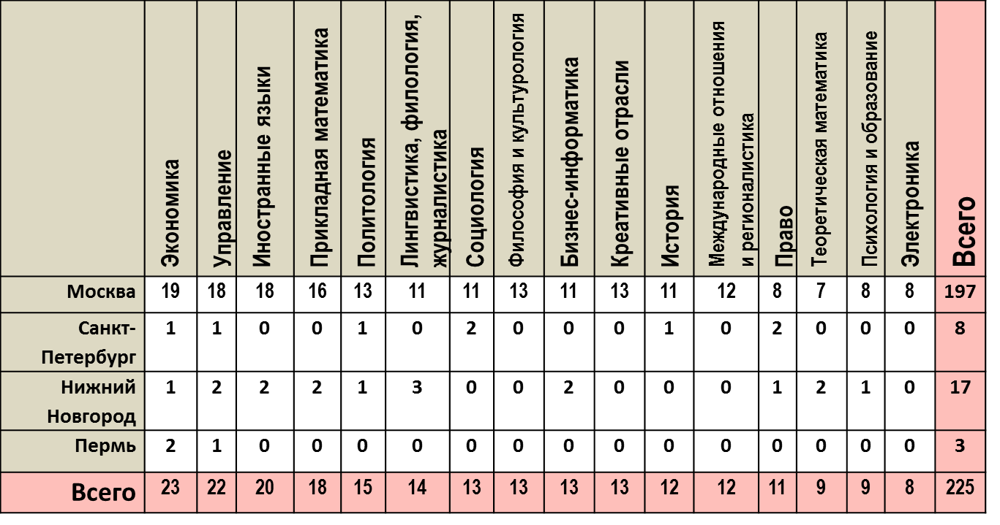 Экономика
Управление
Иностранные языки
Прикладная математика
Политология
Лингвистика, филология,
журналистика
Социология
Философия и культурология
Бизнес-информатика
Креативные отрасли
История
Международные отношения
и регионалистика
Право
Теоретическая математика
Психология и образование
Электроника
Всего
Москва 19 18 18 16 13 11 11 13 11 13 11 12 8 7 8 8 197
Санкт- 1 1 0 0 1 0 2 0 0 0 1 0 2 0 0 0 8
Петербург
Нижний 1 2 2 2 1 3 0 0 2 0 0 0 1 2 1 0 17
Новгород
Пермь 2 1 0 0 0 0 0 0 0 0 0 0 0 0 0 0 3
Всего 23 22 20 18 15 14 13 13 13 13 12 12 11 9 9 8 225